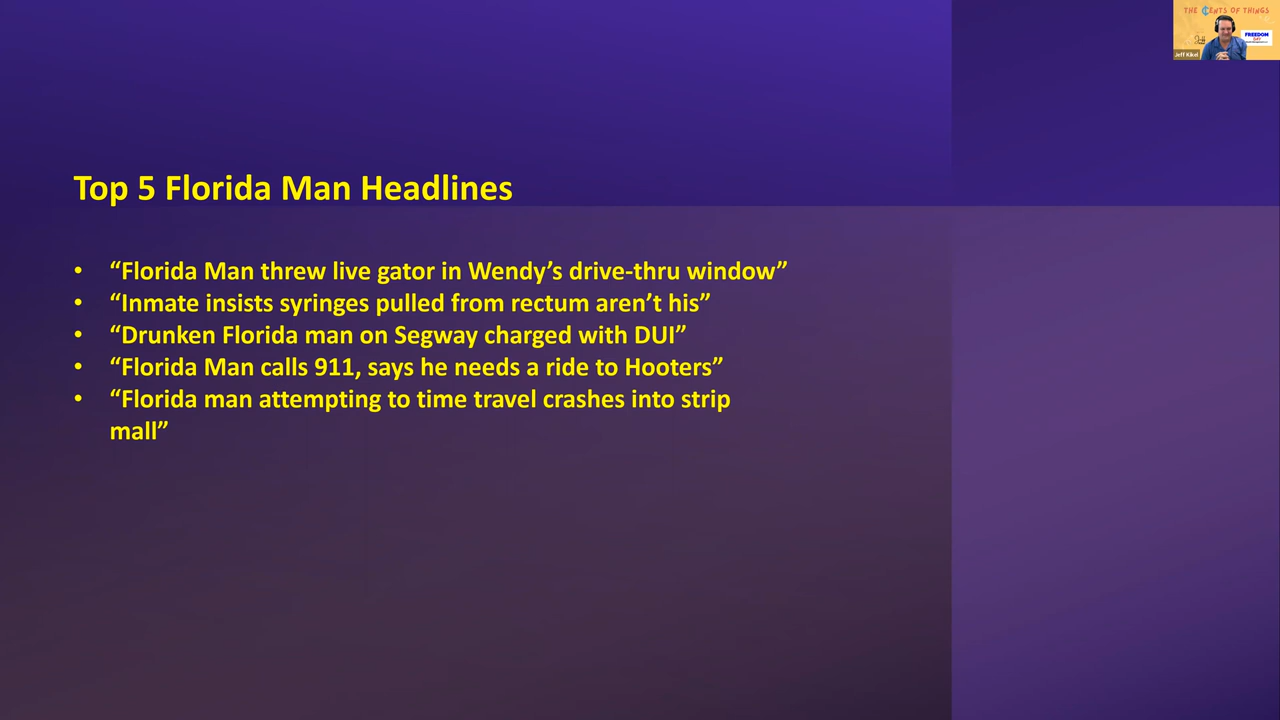 THE CENTS OF THINGS
FREEDOM
Jeff Kikel
Top 5 Florida Man Headlines
• “Florida Man threw live gator in Wendy’s drive-thru window”
• “Inmate insists syringes pulled from rectum aren’t his”
• “Drunken Florida man on Segway charged with DUI”
• “Florida Man calls 911, says he needs a ride to Hooters”
• “Florida man attempting to time travel crashes into strip
mall”